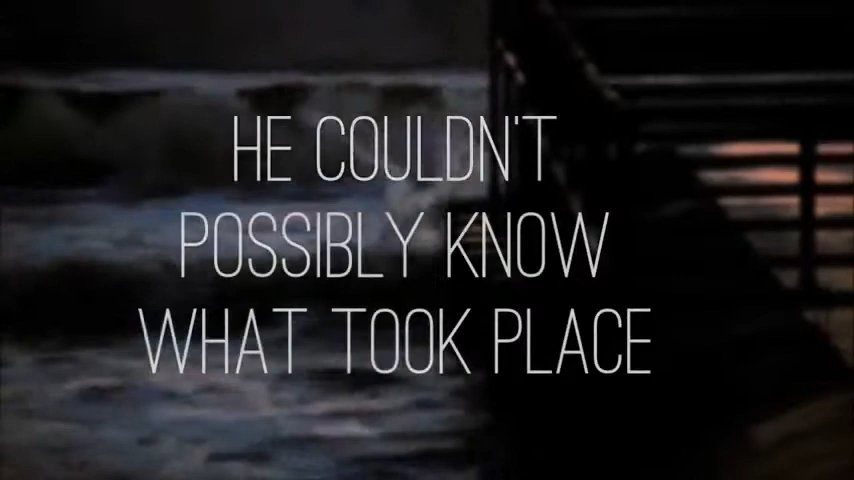 HE COULDN'T
POSSIBLY KNOW
WHAT TOOK PLACE